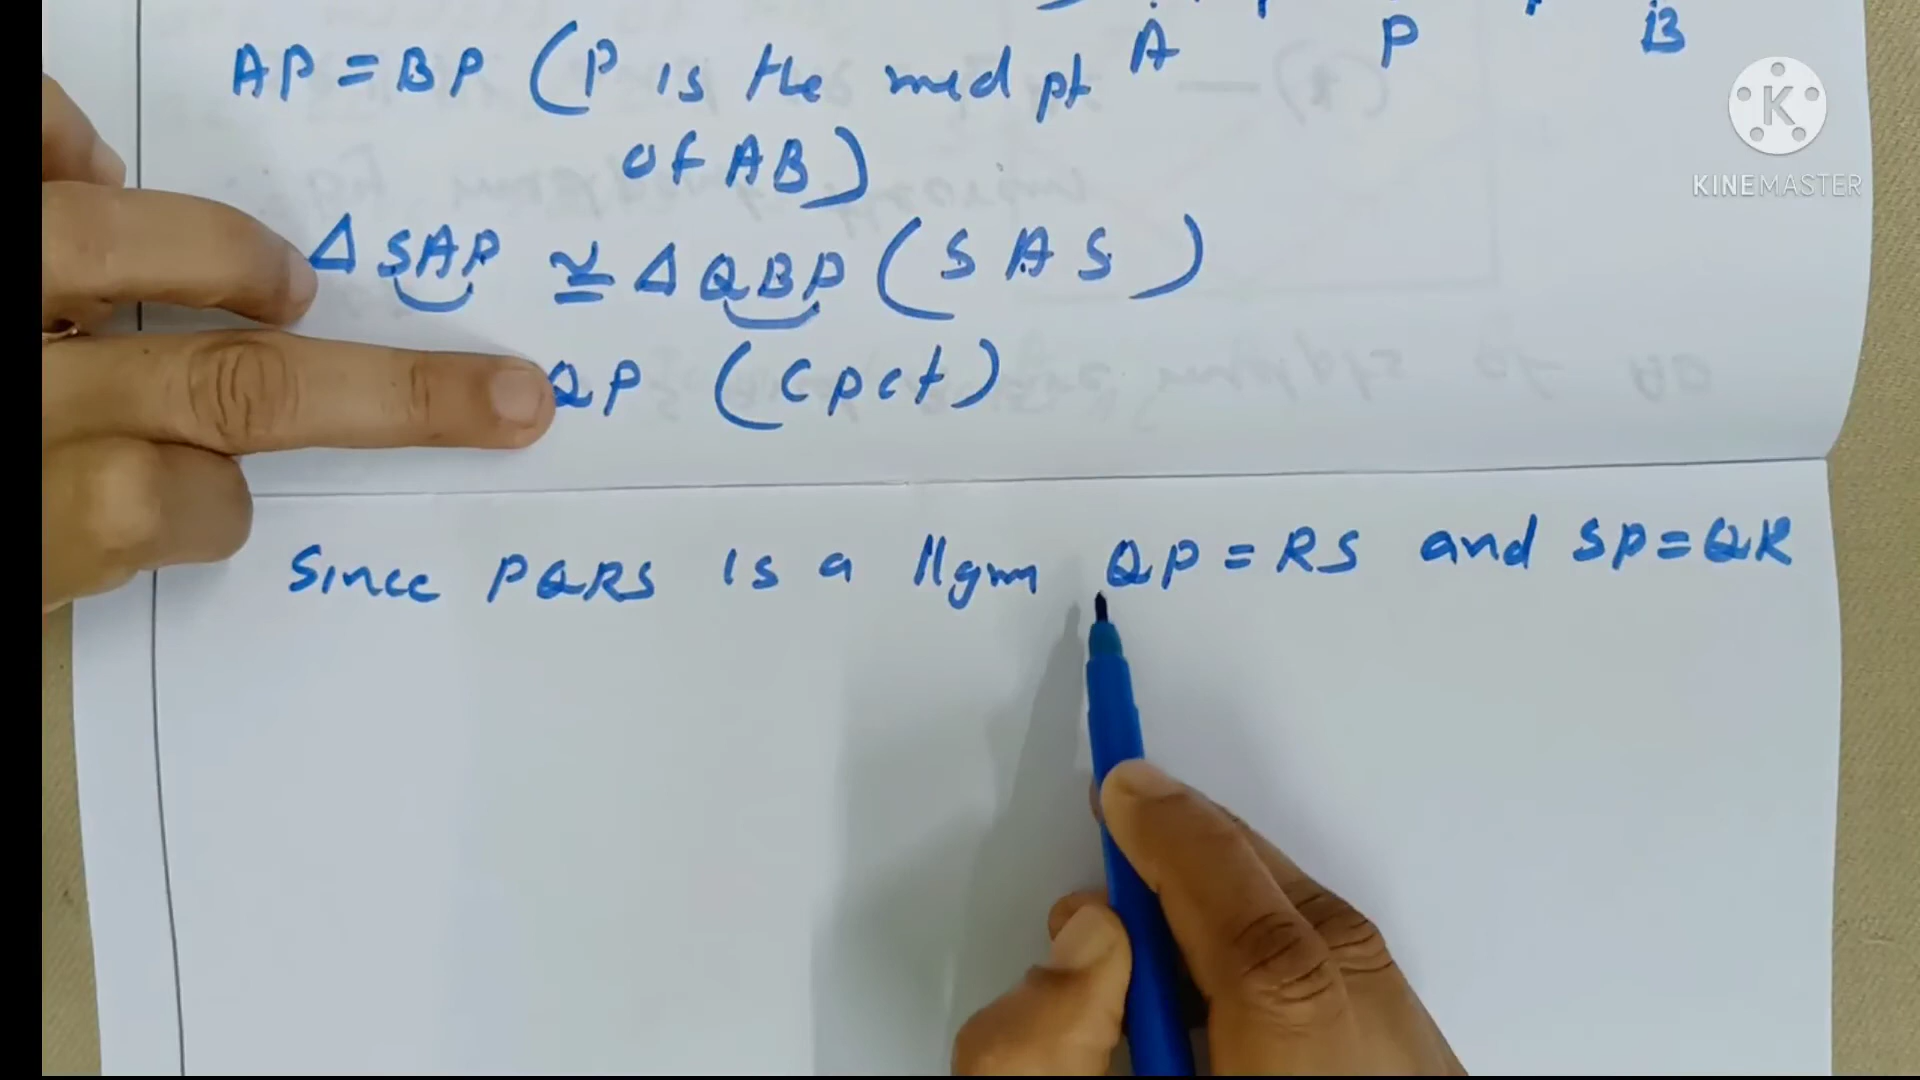 A P B
AP = BP (P is the mid pt
of AB)
Δ SAP ≅ Δ QBP (SAS)
QP (cpct)
Since PQRS is a llgm QP = RS and SP = QR
K
KINEMASTER